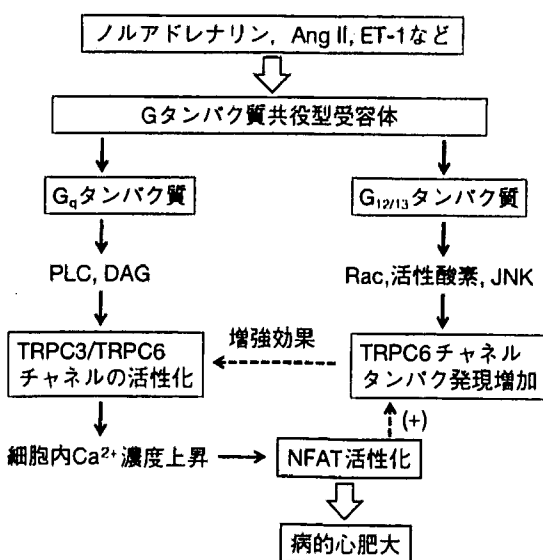 ノルアドレナリン, Ang II, ET-1など
Gタンパク質共役型受容体
Gqタンパク質
G12/13タンパク質
PLC, DAG
Rac,活性酸素, JNK
増強効果
TRPC3/TRPC6
チャネルの活性化
TRPC6チャネル
タンパク発現増加
(+)
細胞内Ca²⁺濃度上昇
NFAT活性化
病的心肥大